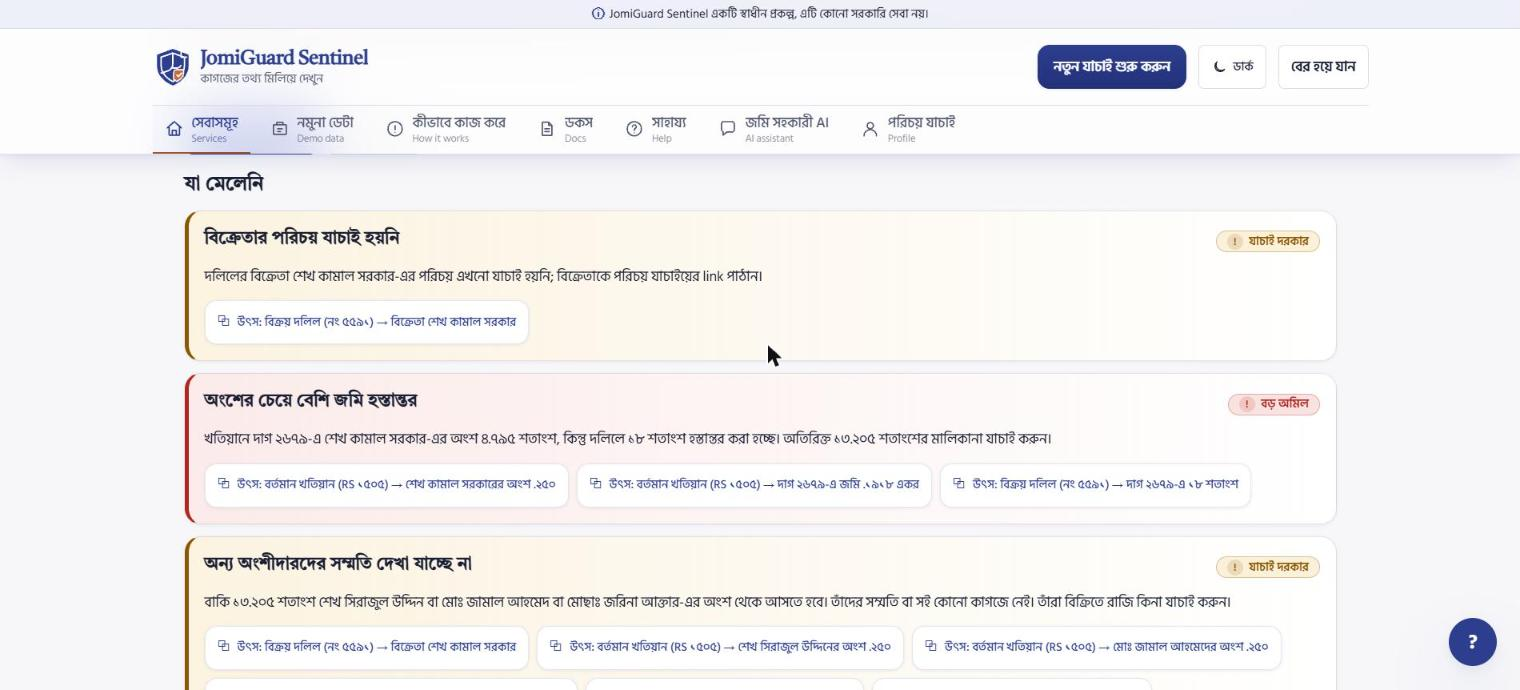 JomiGuard Sentinel একটি স্বাধীন প্রকল্প, এটি কোনো সরকারি সেবা নয়।
JomiGuard Sentinel
কাগজের তথ্য মিলিয়ে দেখুন
নতুন যাচাই শুরু করুন
ডার্ক
বের হয়ে যান
সেবাসমূহ
Services
নমুনা ডেটা
Demo data
কীভাবে কাজ করে
How it works
ডকস
Docs
সাহায্য
Help
জমি সহকারী AI
AI assistant
পরিচয় যাচাই
Profile
যা মেলেনি
বিক্রেতার পরিচয় যাচাই হয়নি
যাচাই দরকার
দলিলের বিক্রেতা শেখ কামাল সরকার-এর পরিচয় এখনো যাচাই হয়নি; বিক্রেতাকে পরিচয় যাচাইয়ের link পাঠান।
উৎস: বিক্রয় দলিল (নং ৫৫৯১) → বিক্রেতা শেখ কামাল সরকার
অংশের চেয়ে বেশি জমি হস্তান্তর
বড় অমিল
খতিয়ানে দাগ ২৬৭৯-এ শেখ কামাল সরকার-এর অংশ ৪.৭৯৫ শতাংশ, কিন্তু দলিলে ১৮ শতাংশ হস্তান্তর করা হচ্ছে। অতিরিক্ত ১৩.২০৫ শতাংশের মালিকানা যাচাই করুন।
উৎস: বর্তমান খতিয়ান (RS ১৫০৫) → শেখ কামাল সরকারের অংশ .২৫০
উৎস: বর্তমান খতিয়ান (RS ১৫০৫) → দাগ ২৬৭৯-এ জমি .১৯১৮ একর
উৎস: বিক্রয় দলিল (নং ৫৫৯১) → দাগ ২৬৭৯-এ ১৮ শতাংশ
অন্য অংশীদারদের সম্মতি দেখা যাচ্ছে না
যাচাই দরকার
বাকি ১৩.২০৫ শতাংশ শেখ সিরাজুল উদ্দিন বা মোঃ জামাল আহমেদ বা মোছাঃ জরিনা আক্তার-এর অংশ থেকে আসতে হবে। তাঁদের সম্মতি বা সই কোনো কাগজে নেই। তাঁরা বিক্রিতে রাজি কিনা যাচাই করুন।
উৎস: বিক্রয় দলিল (নং ৫৫৯১) → বিক্রেতা শেখ কামাল সরকার
উৎস: বর্তমান খতিয়ান (RS ১৫০৫) → শেখ সিরাজুল উদ্দিনের অংশ .২৫০
উৎস: বর্তমান খতিয়ান (RS ১৫০৫) → মোঃ জামাল আহমেদের অংশ .২৫০
?